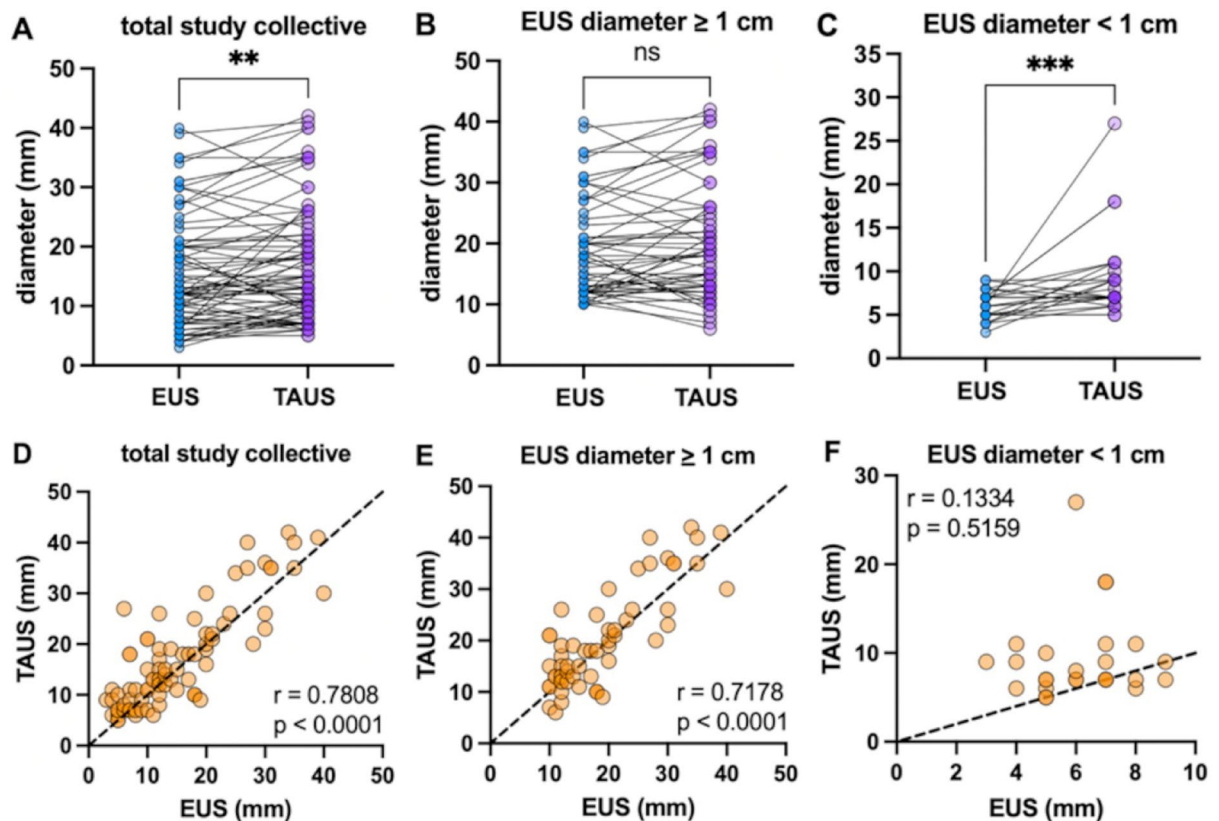 A
total study collective
**
diameter (mm)
50
40
30
20
10
0
EUS
TAUS
B
EUS diameter ≥ 1 cm
ns
diameter (mm)
50
40
30
20
10
0
EUS
TAUS
C
EUS diameter < 1 cm
***
diameter (mm)
35
30
25
20
15
10
5
0
EUS
TAUS
D
total study collective
TAUS (mm)
50
40
30
20
10
0
r = 0.7808
p < 0.0001
0 10 20 30 40 50
EUS (mm)
E
EUS diameter ≥ 1 cm
TAUS (mm)
50
40
30
20
10
0
r = 0.7178
p < 0.0001
0 10 20 30 40 50
EUS (mm)
F
EUS diameter < 1 cm
r = 0.1334
p = 0.5159
TAUS (mm)
30
20
10
0
0 2 4 6 8 10
EUS (mm)